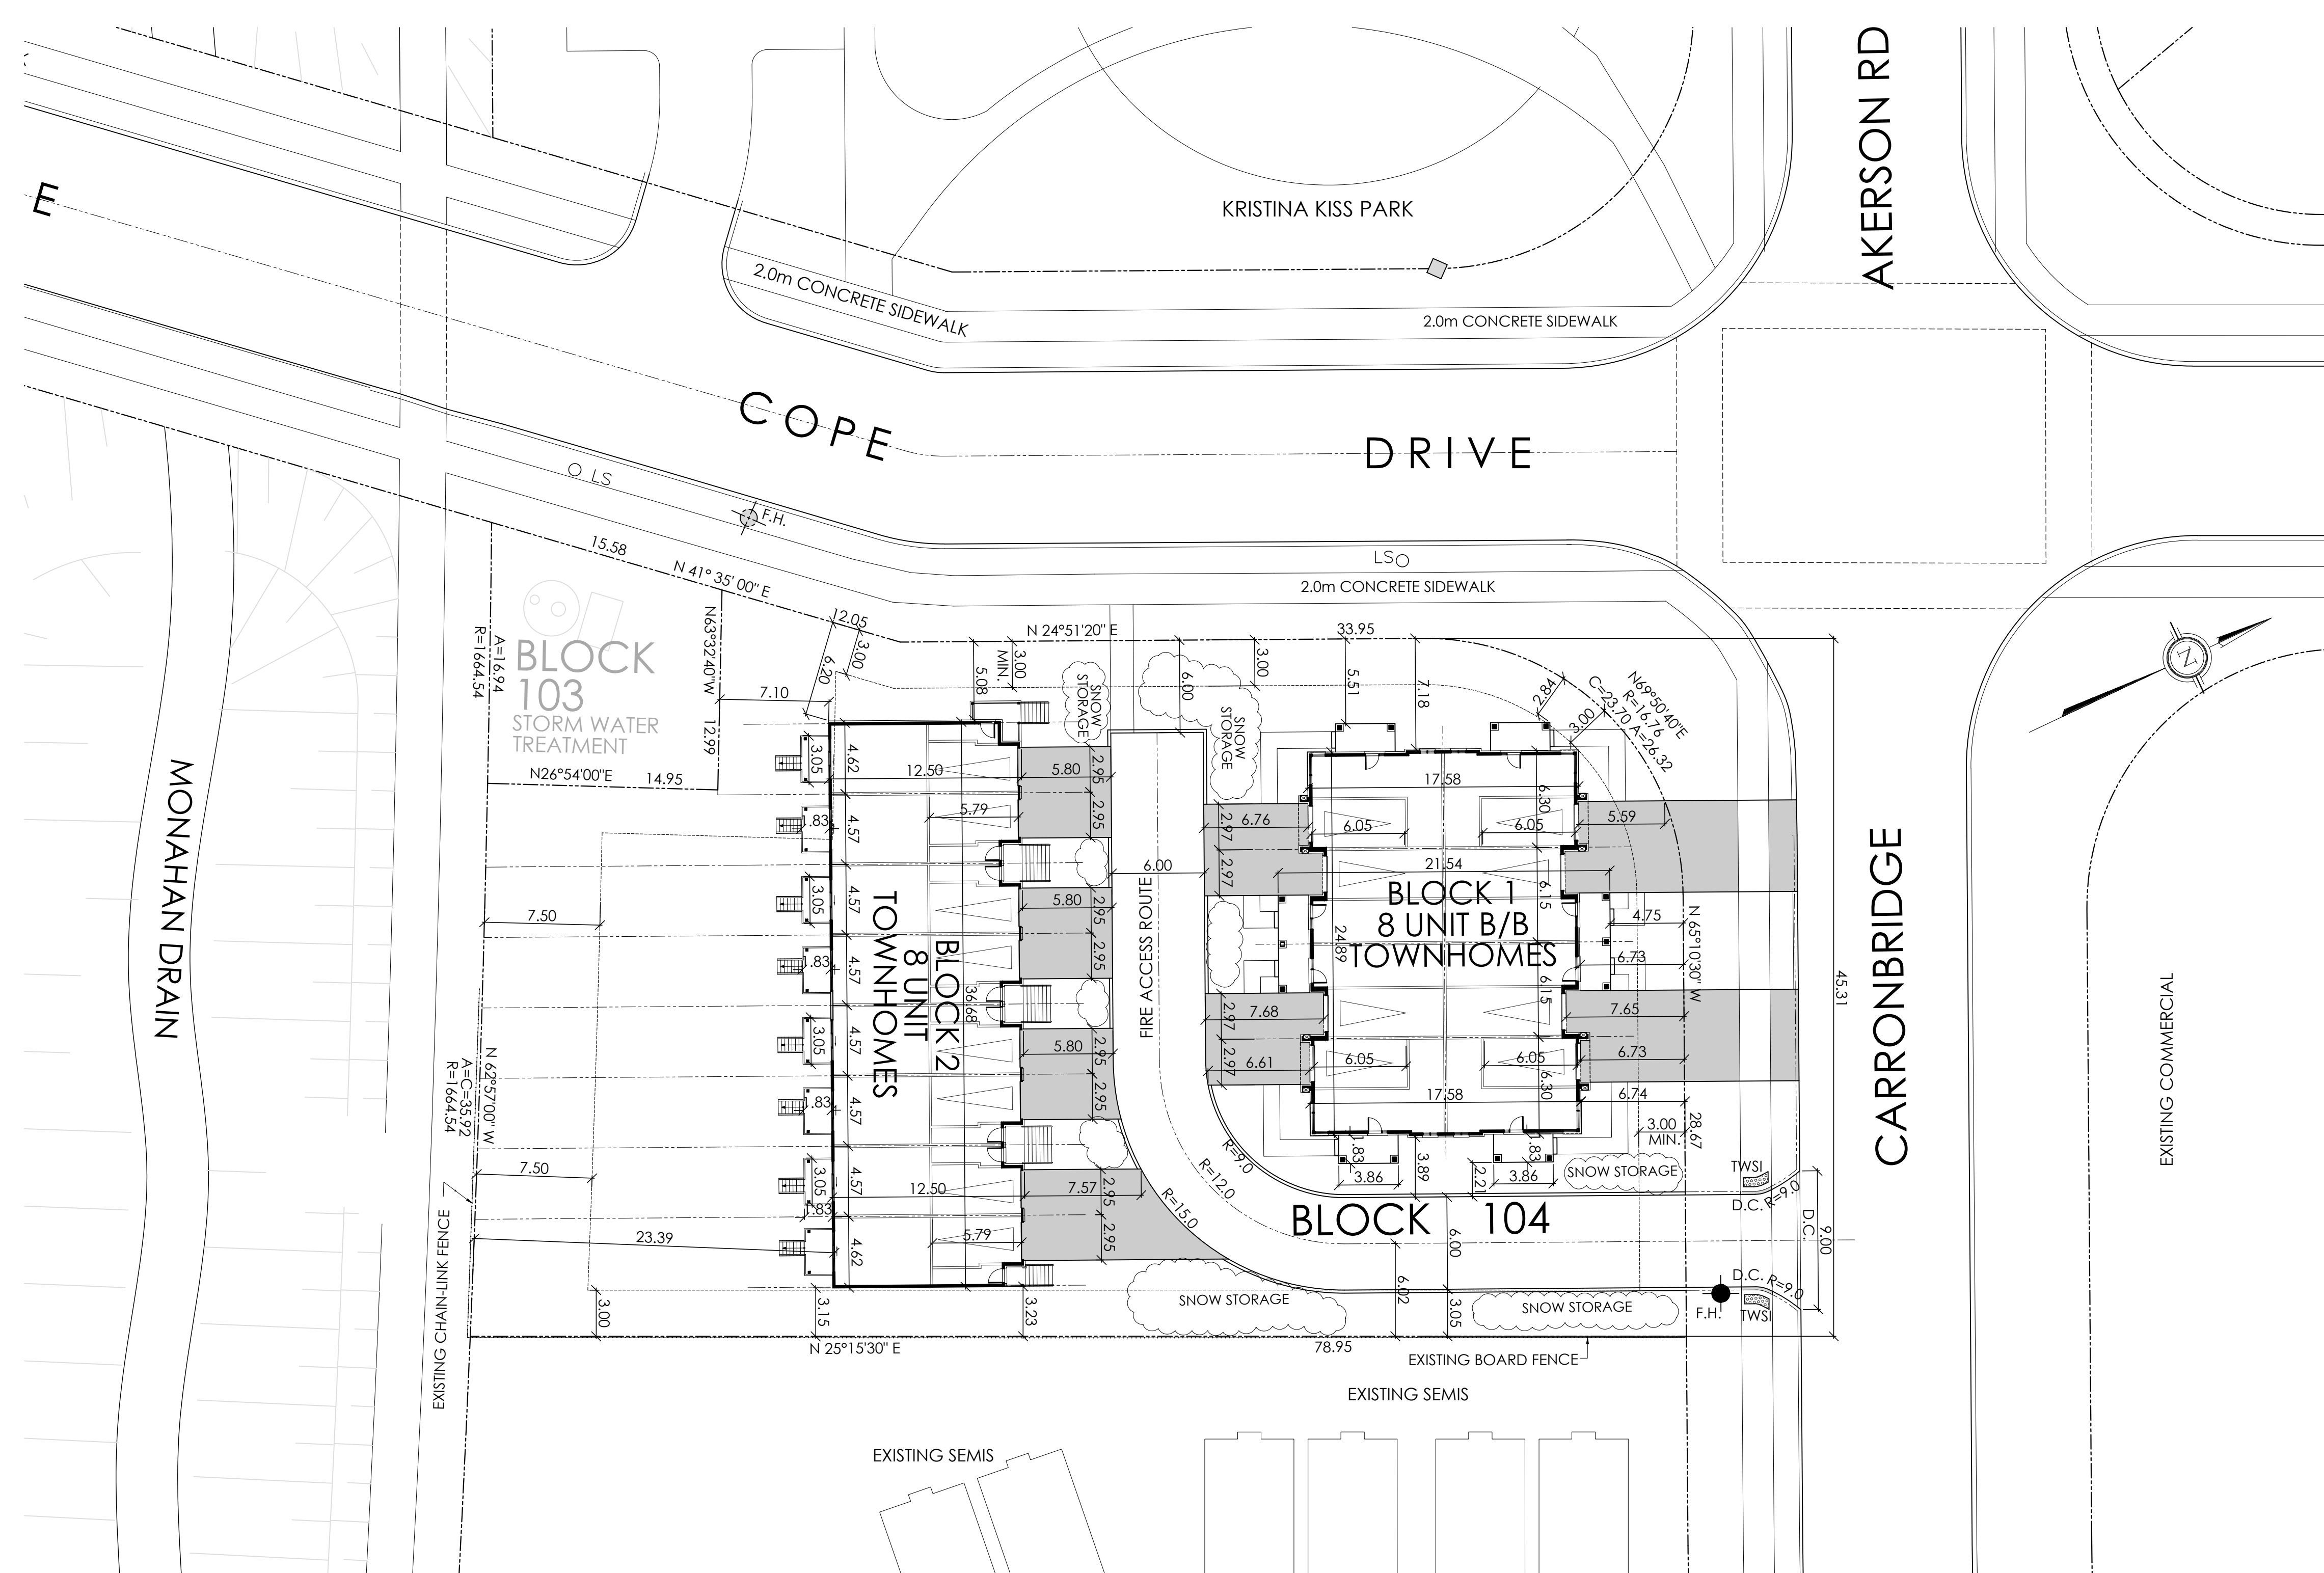 AKERSON RD
E
KRISTINA KISS PARK
2.0m CONCRETE SIDEWALK
2.0m CONCRETE SIDEWALK
COPE
DRIVE
LS
F.H.
LS
2.0m CONCRETE SIDEWALK
15.58
N 41° 35' 00" E
12.05
N 24°51'20" E
33.95
R=1664.54
A=16.94
BLOCK
103
STORM WATER
TREATMENT
N63°32'40"W
12.99
7.10
6.20
3.00
5.08
3.00
MIN.
SNOW
STORAGE
6.00
3.00
SNOW
STORAGE
5.51
7.18
2.84
3.00
N69°50'40"E
R=16.76
C=23.70 A=26.32
N26°54'00"E
14.95
MONAHAN DRAIN
3.05
4.62
12.50
5.80
2.95
1.83
4.57
5.79
2.95
17.58
6.30
6.76
2.97
6.05
6.05
5.59
6.00
2.97
21.54
3.05
4.57
5.80
2.95
7.50
BLOCK 1
8 UNIT B/B
TOWNHOMES
6.15
4.75
24.89
FIRE ACCESS ROUTE
1.83
4.57
2.95
6.73
N 65°10'30" W
BLOCK 2
8 UNIT
TOWNHOMES
36.68
6.15
7.68
2.97
7.65
45.31
CARRONBRIDGE
EXISTING COMMERCIAL
3.05
4.57
5.80
2.95
6.61
2.97
6.05
6.05
6.73
N 62°57'00" W
A=C=35.92
R=1664.54
1.83
4.57
2.95
17.58
6.30
6.74
28.67
3.00
MIN.
7.50
3.05
4.57
12.50
7.57
2.95
R=9.0
R=12.0
R=15.0
1.83
3.86
3.89
2.21
1.83
3.86
SNOW STORAGE
TWSI
D.C.
R=9.0
1.83
4.62
5.79
2.95
BLOCK 104
6.00
D.C.
9.00
23.39
EXISTING CHAIN-LINK FENCE
3.00
3.15
3.23
SNOW STORAGE
6.02
3.05
SNOW STORAGE
D.C.
R=9.0
F.H.
TWSI
N 25°15'30" E
78.95
EXISTING BOARD FENCE
EXISTING SEMIS
EXISTING SEMIS
N